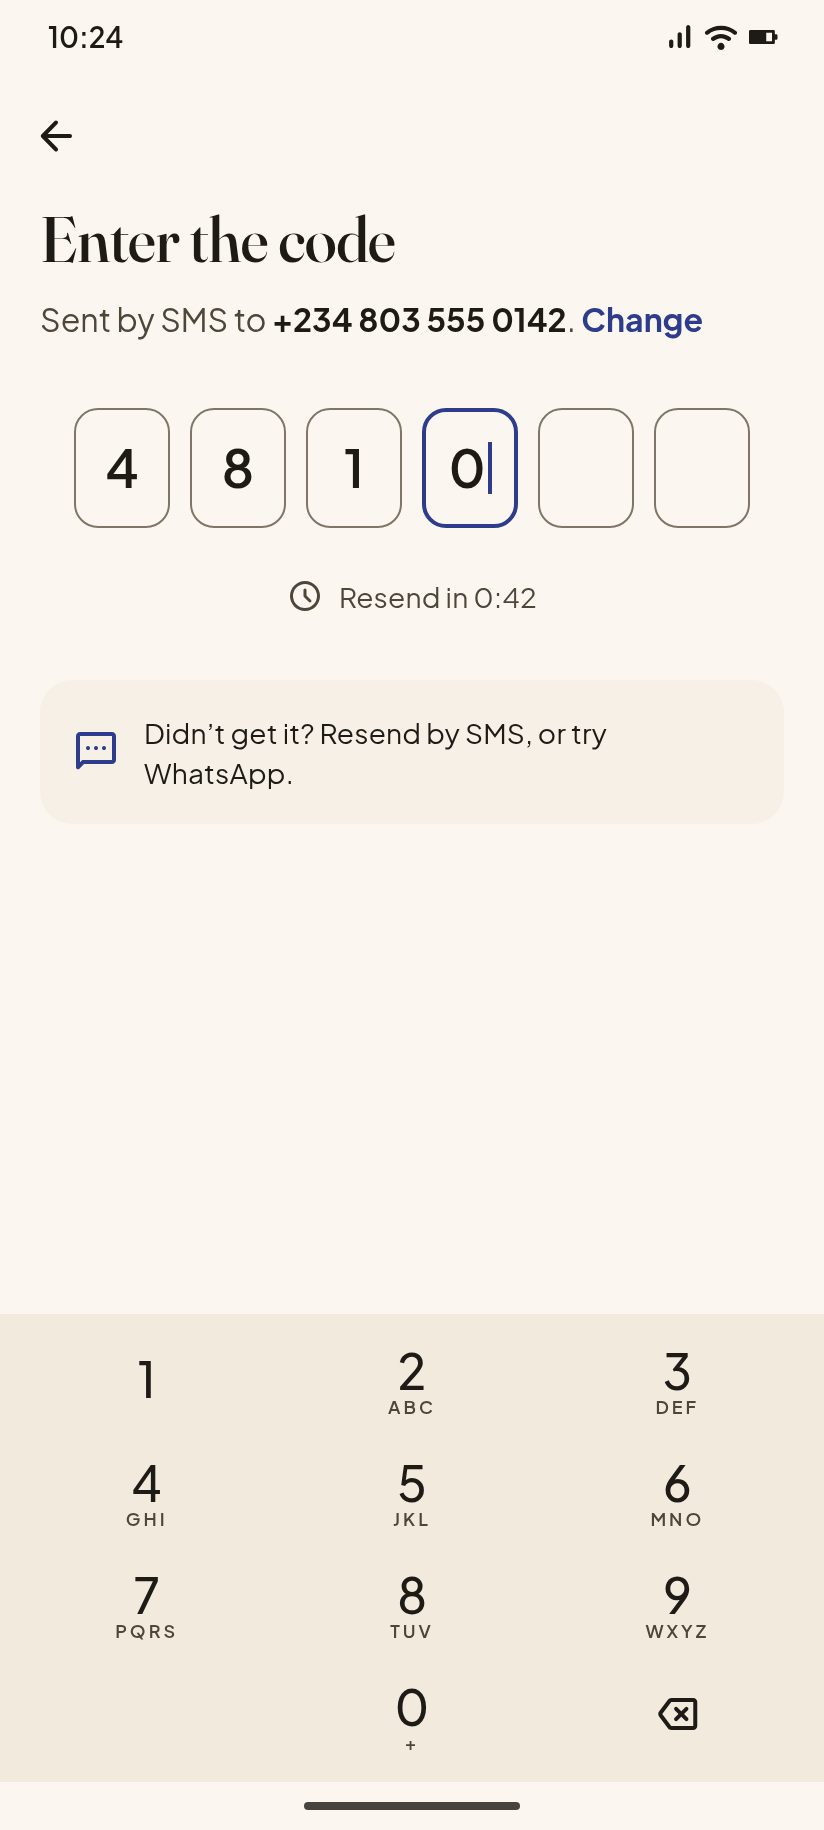 10:24
Enter the code
Sent by SMS to +234 803 555 0142. Change
4 8 1 0
Resend in 0:42
Didn’t get it? Resend by SMS, or try
WhatsApp.
1 2 3
ABC DEF
4 5 6
GHI JKL MNO
7 8 9
PQRS TUV WXYZ
0
+